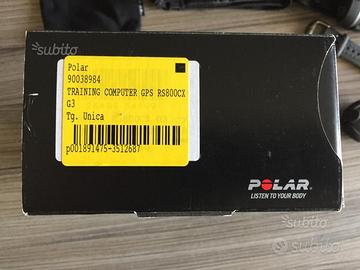 subito
Polar
90038984
TRAINING COMPUTER GPS RS800CX
G3
Tg. Unica
p001891475-3512687
POLAR
LISTEN TO YOUR BODY
subito